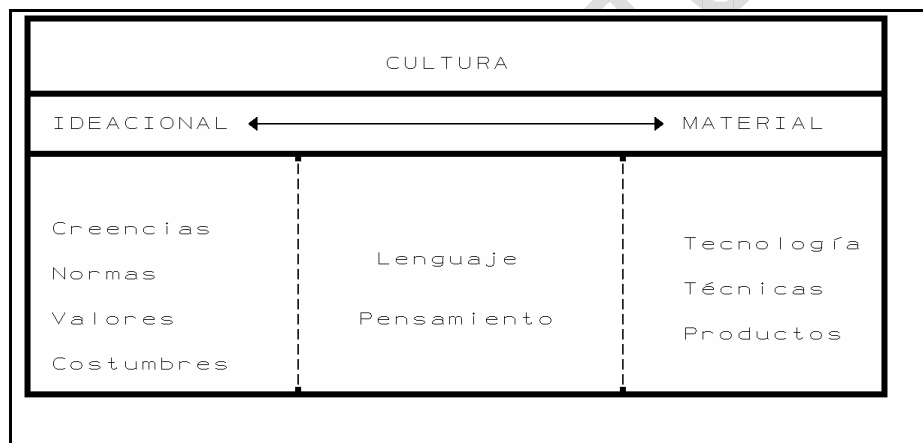 CULTURA
IDEACIONAL MATERIAL
Creencias
Normas
Valores
Costumbres
Lenguaje
Pensamiento
Tecnología
Técnicas
Productos